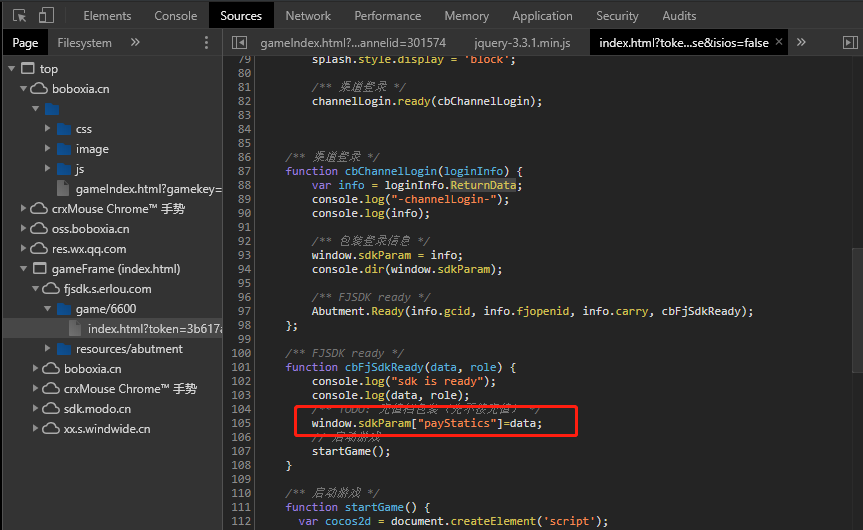 Elements Console Sources Network Performance Memory Application Security Audits
Page Filesystem » gameIndex.html?...annelid=301574 jquery-3.3.1.min.js index.html?toke...se&isios=false × »
top
boboxia.cn
css
image
js
gameIndex.html?gamekey=
crxMouse Chrome™ 手势
oss.boboxia.cn
res.wx.qq.com
gameFrame (index.html)
fjsdk.s.erlou.com
game/6600
index.html?token=3b617a
resources/abutment
boboxia.cn
crxMouse Chrome™ 手势
sdk.modo.cn
xx.s.windwide.cn
79 splash.style.display = 'block';
80
81 /** 渠道登录 */
82 channelLogin.ready(cbChannelLogin);
83
84
85
86 /** 渠道登录 */
87 function cbChannelLogin(loginInfo) {
88 var info = loginInfo.ReturnData;
89 console.log("-channelLogin-");
90 console.log(info);
91
92 /** 包装登录信息 */
93 window.sdkParam = info;
94 console.dir(window.sdkParam);
95
96 /** FJSDK ready */
97 Abutment.Ready(info.gcid, info.fjopenid, info.carry, cbFjSdkReady);
98 };
99
100 /** FJSDK ready */
101 function cbFjSdkReady(data, role) {
102 console.log("sdk is ready");
103 console.log(data, role);
104 /** TODO: */
105 window.sdkParam["payStatics"]=data;
106 // 启动游戏
107 startGame();
108 }
109
110 /** 启动游戏 */
111 function startGame() {
112 var cocos2d = document.createElement('script');